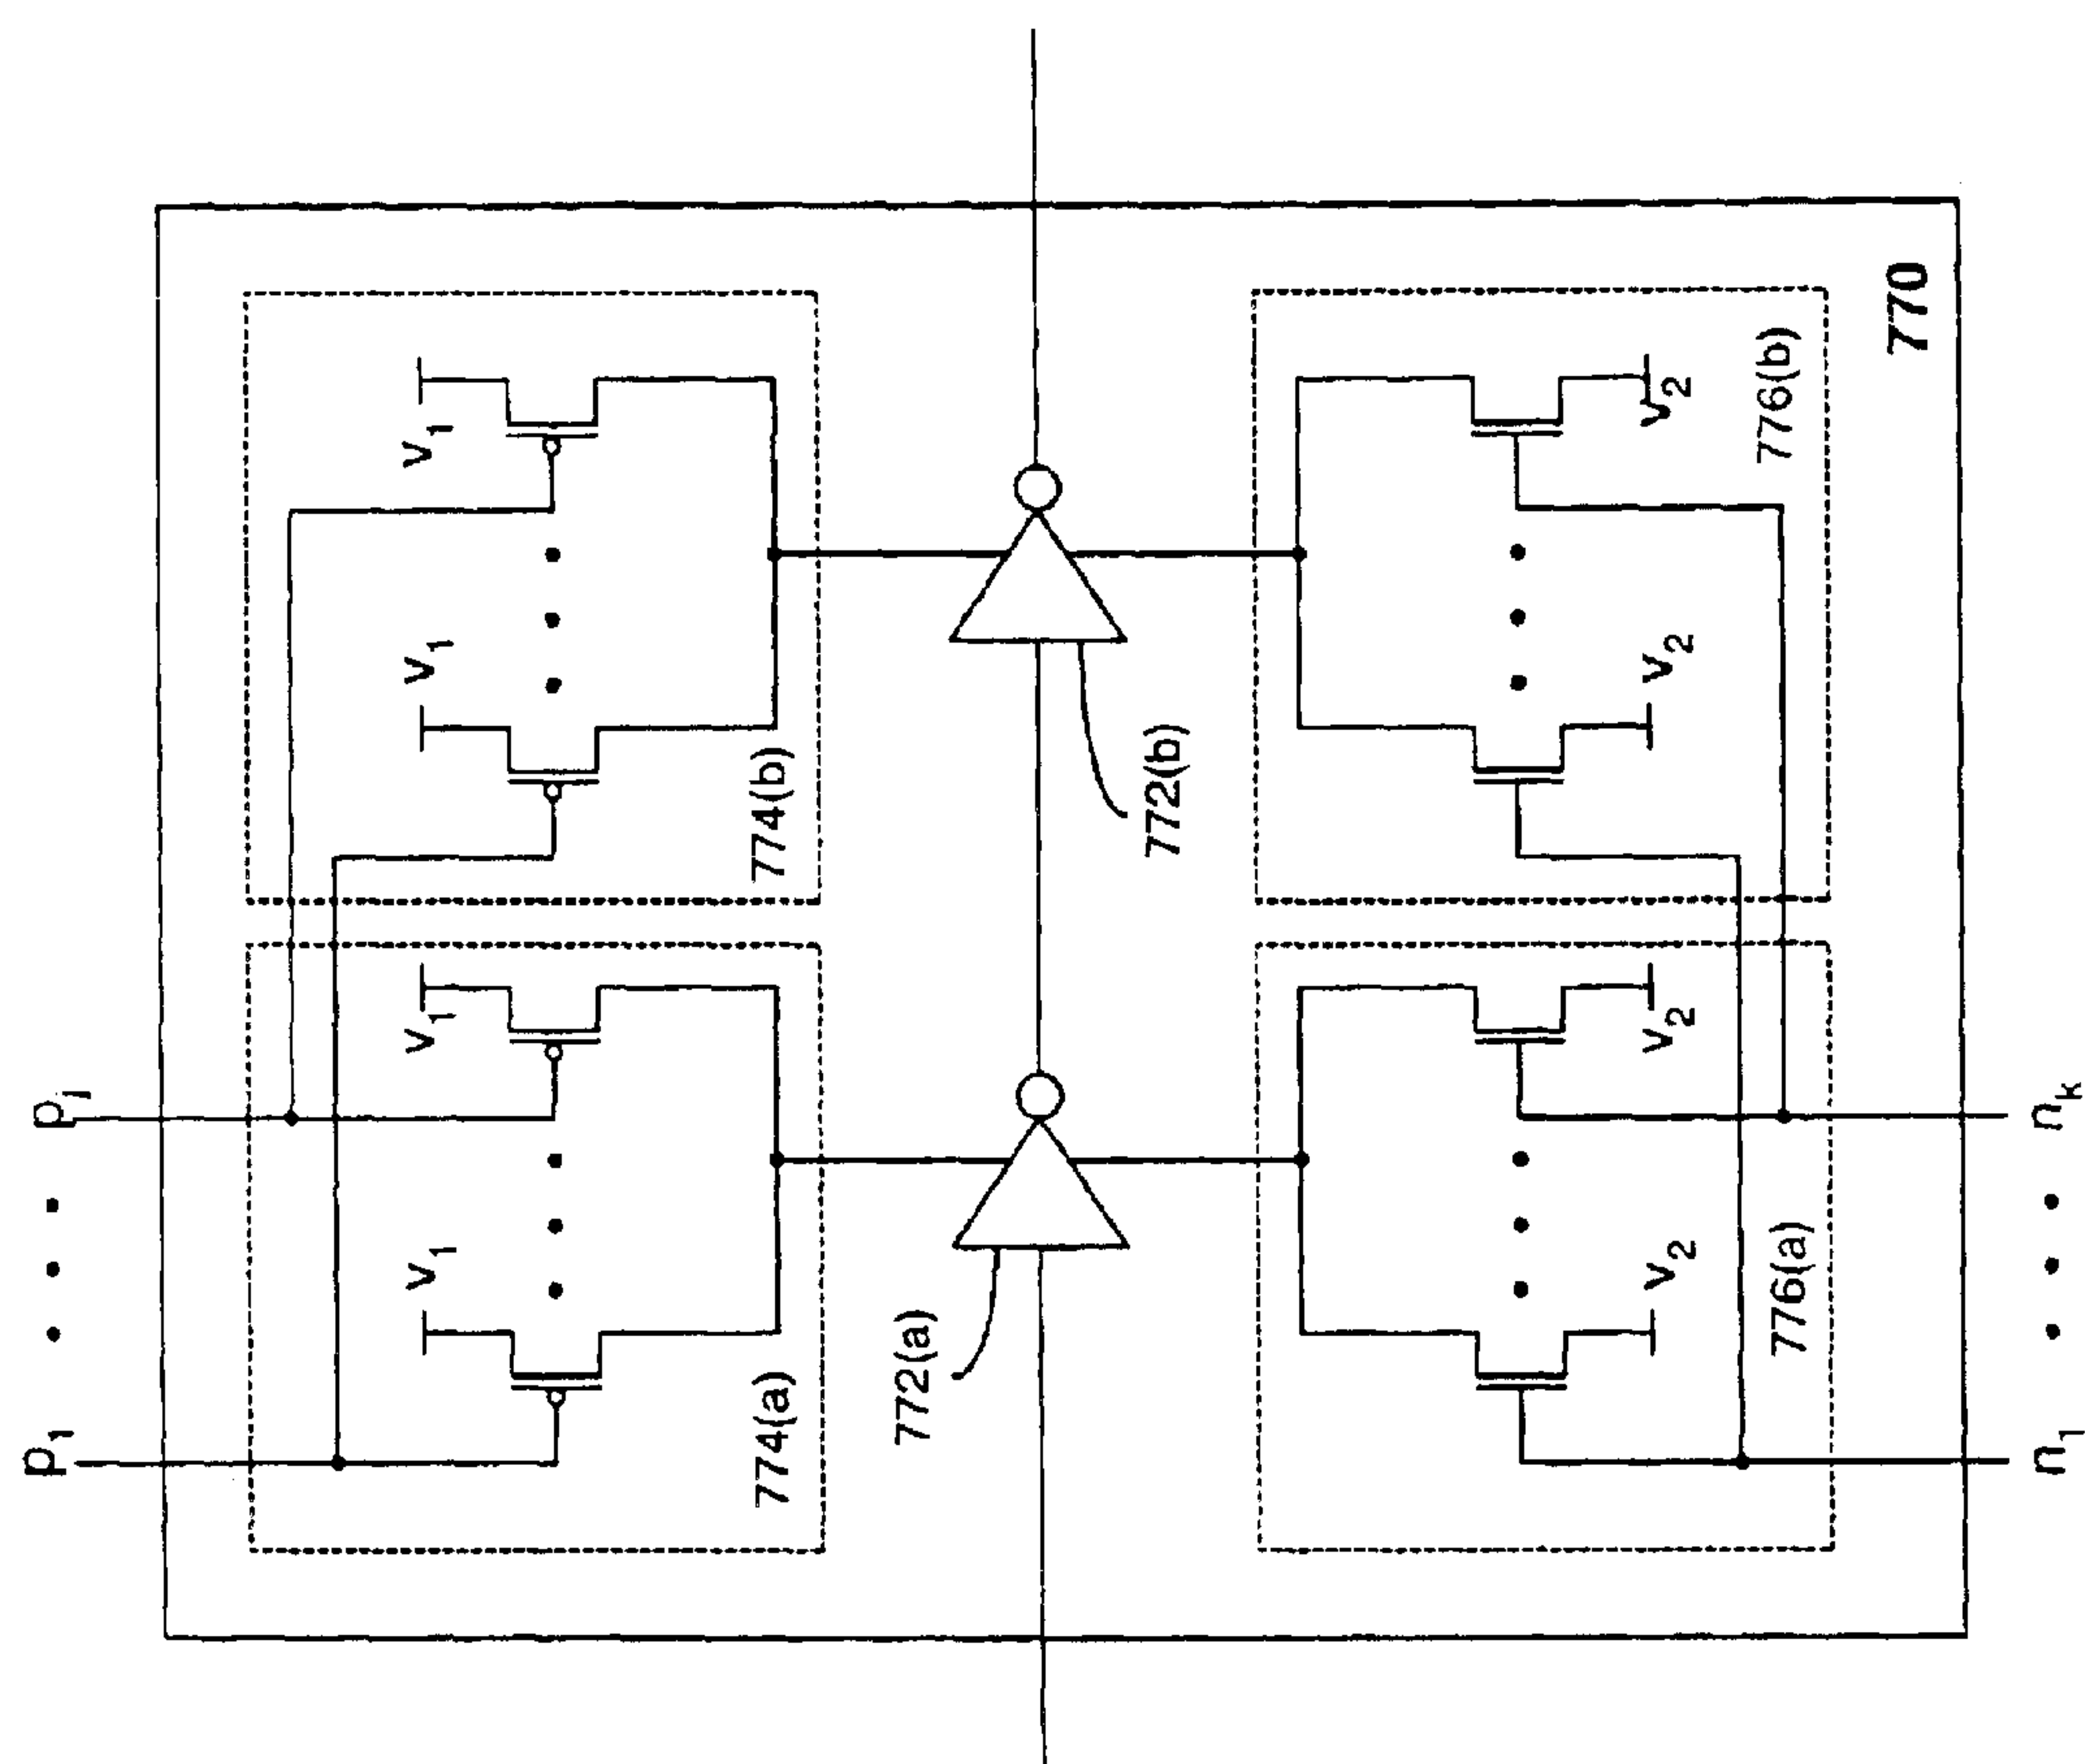 p₁ pⱼ
V₁ V₁ V₁ V₁
774(a) 774(b)
772(a)
772(b)
V₂ V₂ V₂ V₂
776(a) 776(b)
770
n₁ nₖ